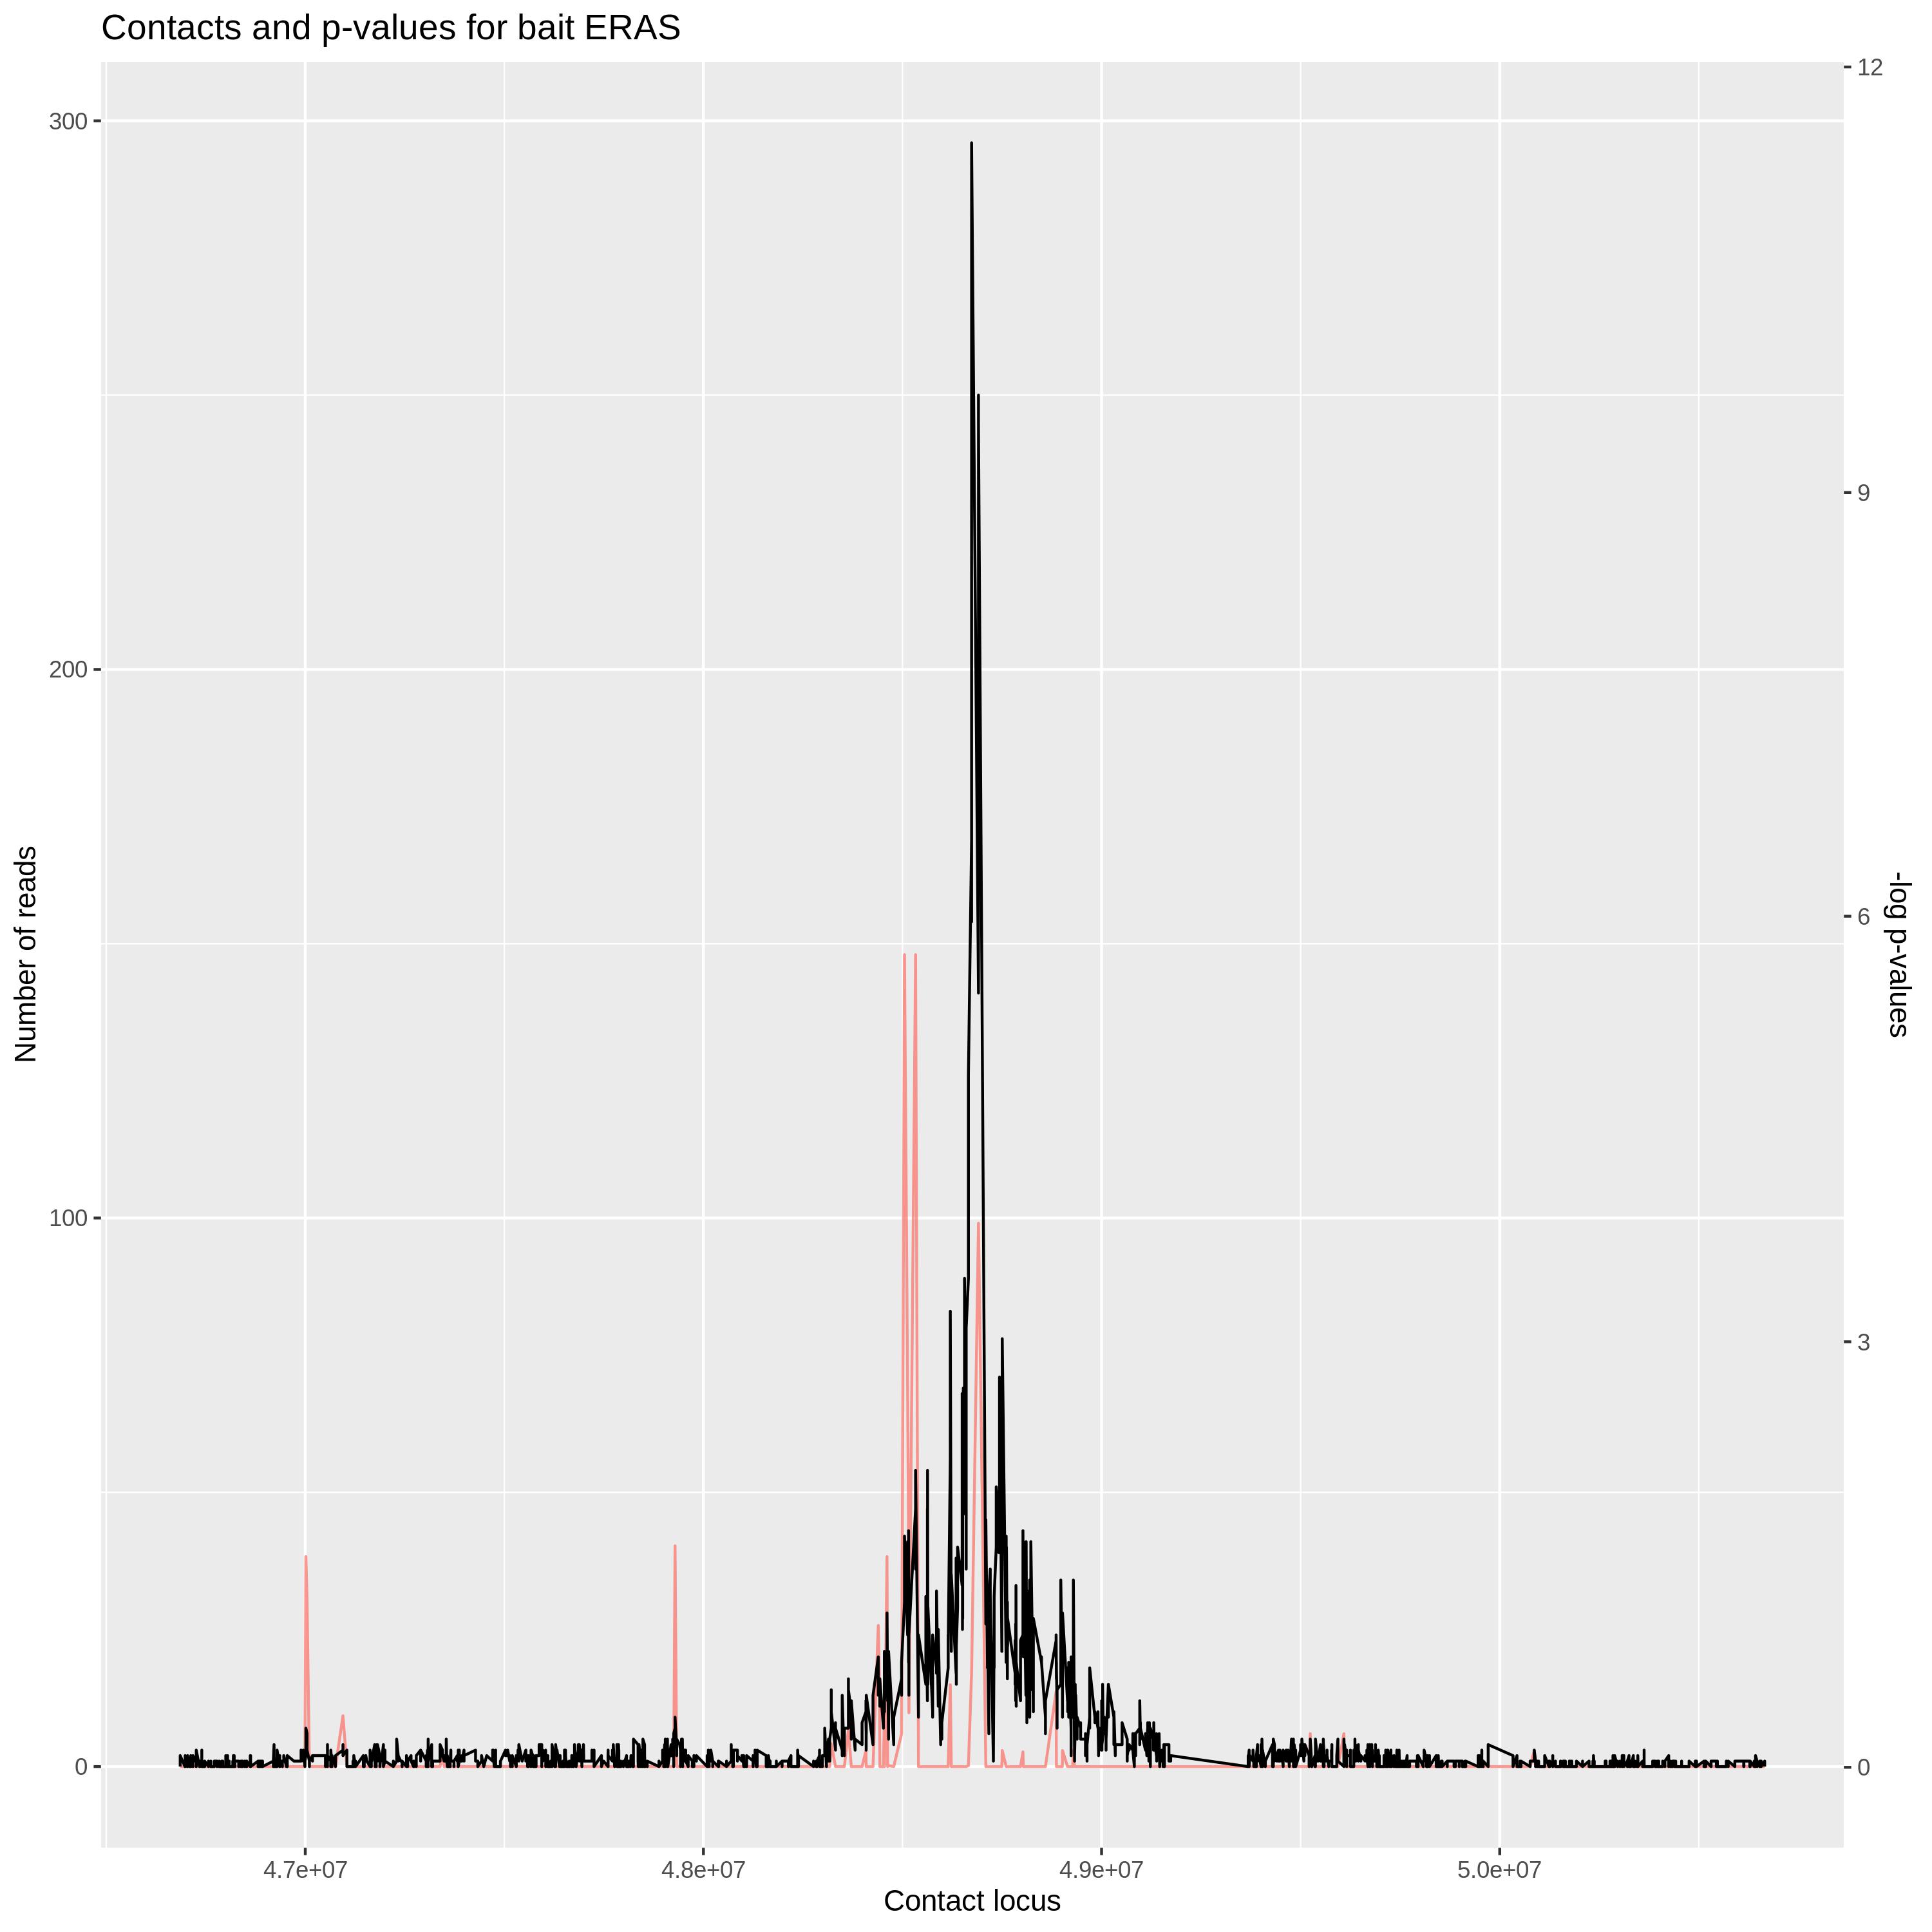 Contacts and p-values for bait ERAS
300
200
100
0
Number of reads
12
9
6
3
0
-log p-values
4.7e+07
4.8e+07
4.9e+07
5.0e+07
Contact locus